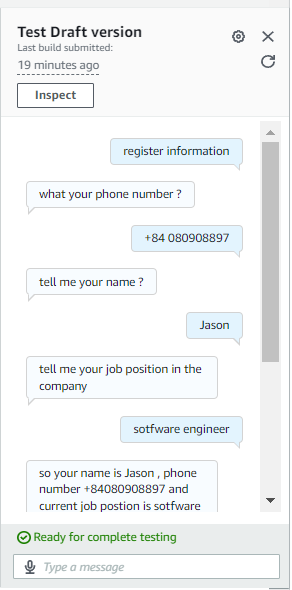 Test Draft version
Last build submitted:
19 minutes ago
Inspect
register information
what your phone number ?
+84 080908897
tell me your name ?
Jason
tell me your job position in the
company
sotfware engineer
so your name is Jason , phone
number +84080908897 and
current job postion is sotfware
Ready for complete testing
Type a message